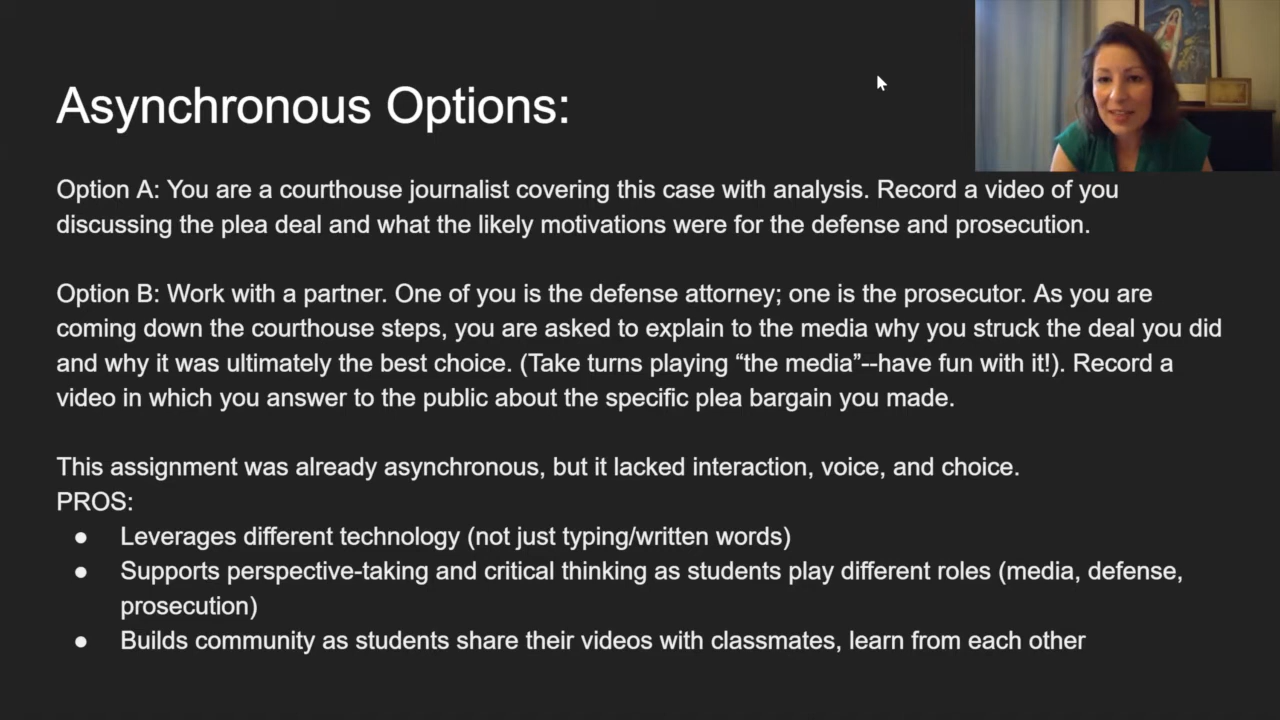 Asynchronous Options:
Option A: You are a courthouse journalist covering this case with analysis. Record a video of you
discussing the plea deal and what the likely motivations were for the defense and prosecution.
Option B: Work with a partner. One of you is the defense attorney; one is the prosecutor. As you are
coming down the courthouse steps, you are asked to explain to the media why you struck the deal you did
and why it was ultimately the best choice. (Take turns playing “the media”--have fun with it!). Record a
video in which you answer to the public about the specific plea bargain you made.
This assignment was already asynchronous, but it lacked interaction, voice, and choice.
PROS:
● Leverages different technology (not just typing/written words)
● Supports perspective-taking and critical thinking as students play different roles (media, defense,
prosecution)
● Builds community as students share their videos with classmates, learn from each other